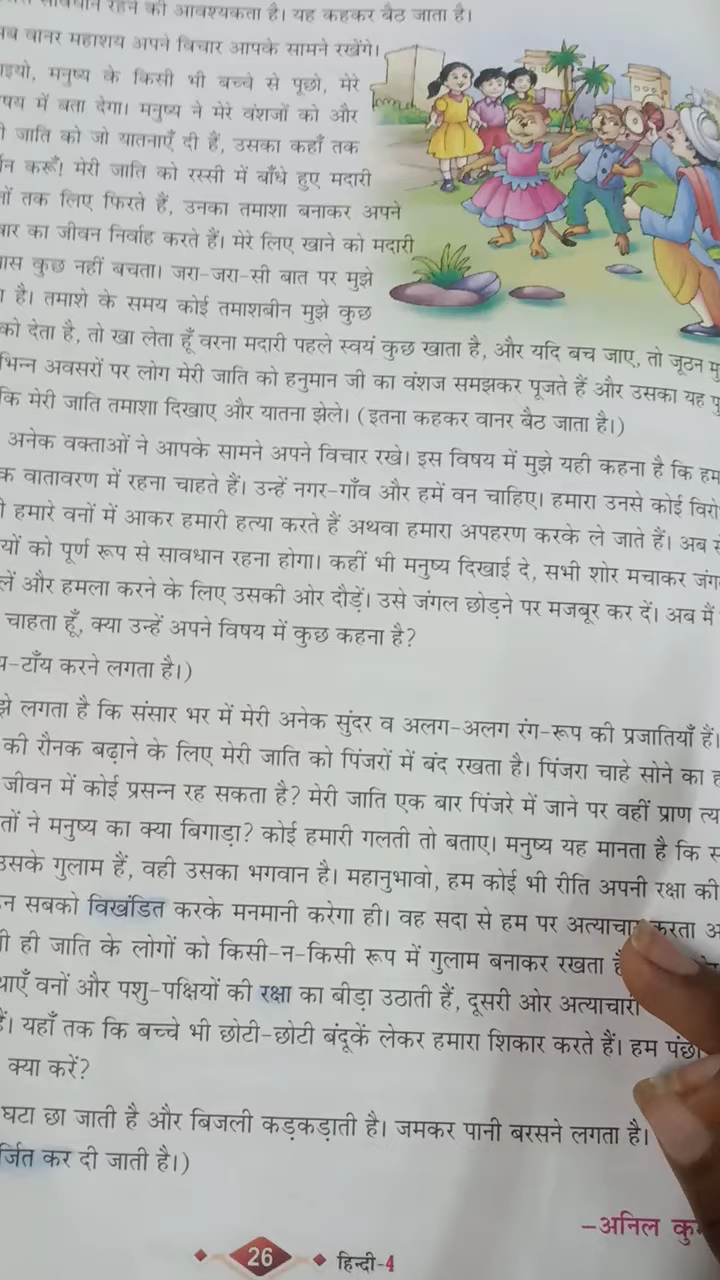 रहने की आवश्यकता है। यह कहकर बैठ जाता है।
वानर महाशय अपने विचार आपके सामने रखेंगे।
मनुष्य के किसी भी बच्चे से पूछो, मेरे
में बता देगा। मनुष्य ने मेरे वंशजों को और
जाति को जो यातनाएँ दी हैं, उसका कहाँ तक
करूँ! मेरी जाति को रस्सी में बाँधे हुए मदारी
तक लिए फिरते हैं, उनका तमाशा बनाकर अपने
का जीवन निर्वाह करते हैं। मेरे लिए खाने को मदारी
कुछ नहीं बचता। जरा-जरा-सी बात पर मुझे
है। तमाशे के समय कोई तमाशबीन मुझे कुछ
को देता है, तो खा लेता हूँ वरना मदारी पहले स्वयं कुछ खाता है, और यदि बच जाए, तो जूठन
अवसरों पर लोग मेरी जाति को हनुमान जी का वंशज समझकर पूजते हैं और उसका यह
कि मेरी जाति तमाशा दिखाए और यातना झेले। (इतना कहकर वानर बैठ जाता है।)
अनेक वक्ताओं ने आपके सामने अपने विचार रखे। इस विषय में मुझे यही कहना है कि हम
वातावरण में रहना चाहते हैं। उन्हें नगर-गाँव और हमें वन चाहिए। हमारा उनसे कोई
हमारे वनों में आकर हमारी हत्या करते हैं अथवा हमारा अपहरण करके ले जाते हैं। अब
को पूर्ण रूप से सावधान रहना होगा। कहीं भी मनुष्य दिखाई दे, सभी शोर मचाकर
और हमला करने के लिए उसकी ओर दौड़ें। उसे जंगल छोड़ने पर मजबूर कर दें। अब मैं
चाहता हूँ, क्या उन्हें अपने विषय में कुछ कहना है?
-टाँय करने लगता है।)
लगता है कि संसार भर में मेरी अनेक सुंदर व अलग-अलग रंग-रूप की प्रजातियाँ हैं।
की रौनक बढ़ाने के लिए मेरी जाति को पिंजरों में बंद रखता है। पिंजरा चाहे सोने का
जीवन में कोई प्रसन्न रह सकता है? मेरी जाति एक बार पिंजरे में जाने पर वहीं प्राण
ने मनुष्य का क्या बिगाड़ा? कोई हमारी गलती तो बताए। मनुष्य यह मानता है कि
उसके गुलाम हैं, वही उसका भगवान है। महानुभावो, हम कोई भी रीति अपनी रक्षा की
सबको विखंडित करके मनमानी करेगा ही। वह सदा से हम पर अत्याचार करता
ही जाति के लोगों को किसी-न-किसी रूप में गुलाम बनाकर रखता
वनों और पशु-पक्षियों की रक्षा का बीड़ा उठाती हैं, दूसरी ओर अत्याचारी
यहाँ तक कि बच्चे भी छोटी-छोटी बंदूकें लेकर हमारा शिकार करते हैं। हम पंछी
क्या करें?
घटा छा जाती है और बिजली कड़कड़ाती है। जमकर पानी बरसने लगता है।
कर दी जाती है।)
–अनिल
26 हिन्दी-4